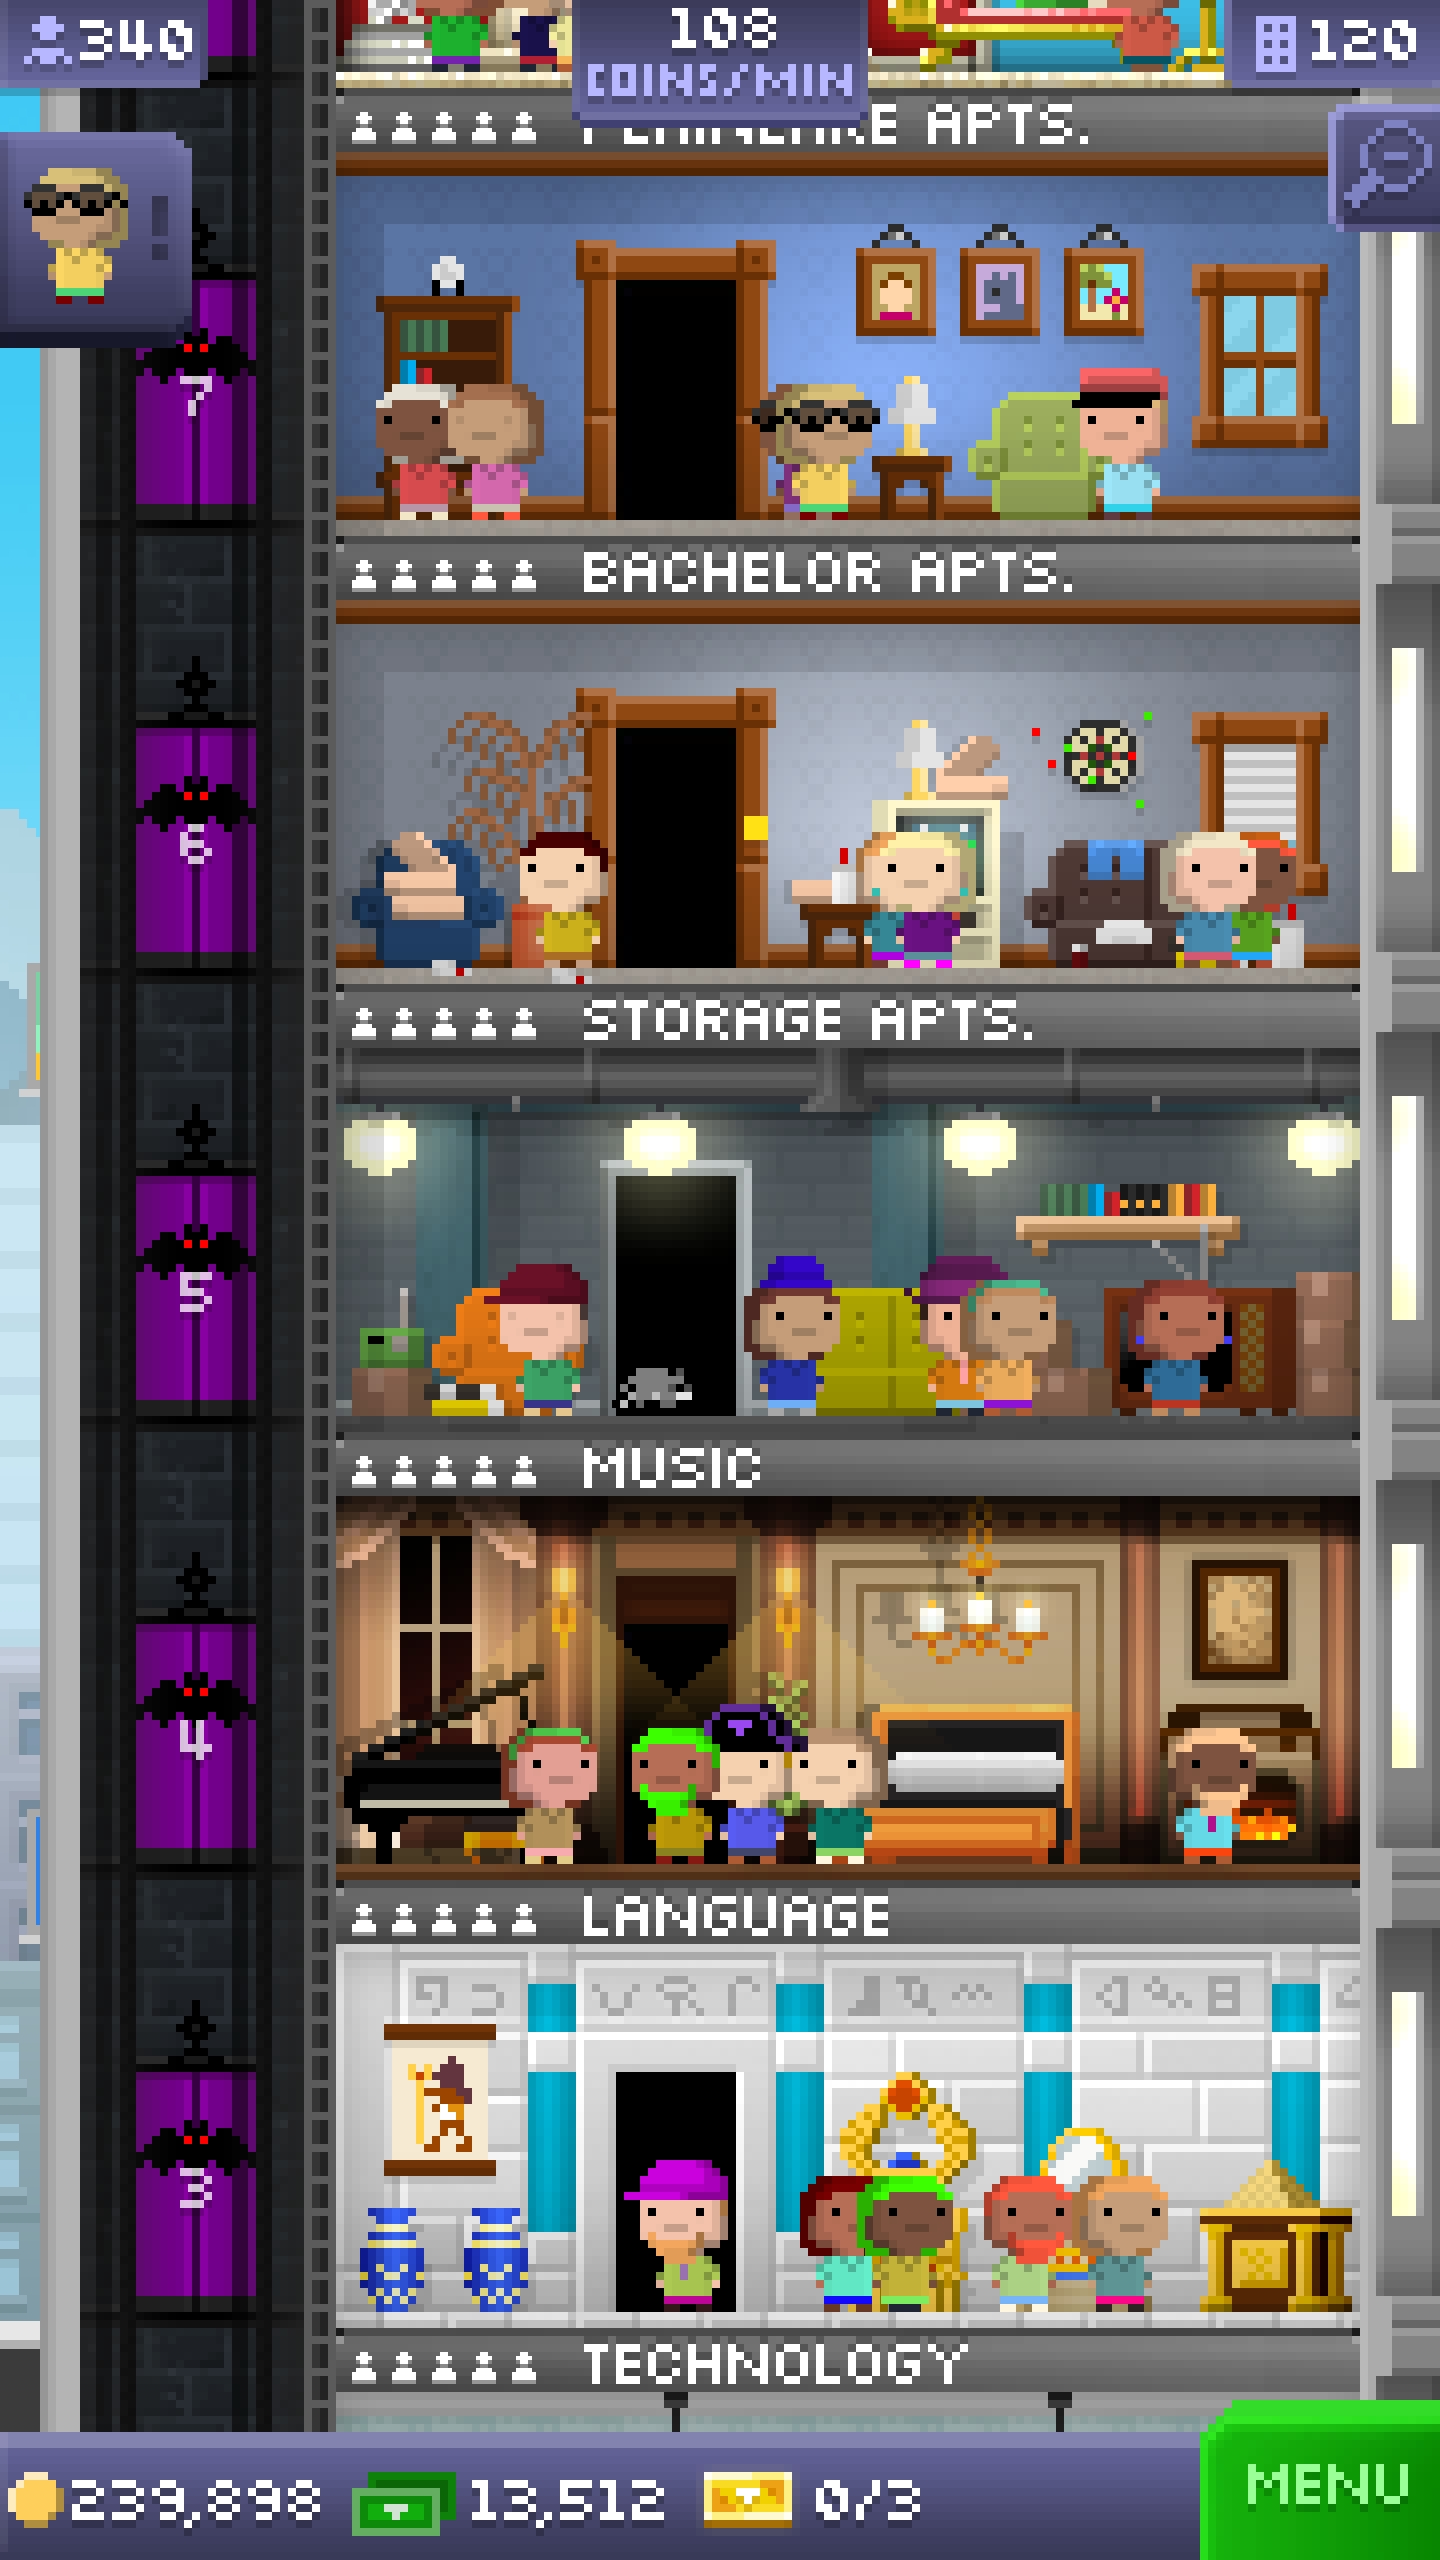 340
108
COINS/MIN
120
APTS.
7
BACHELOR APTS.
6
STORAGE APTS.
5
MUSIC
4
LANGUAGE
3
TECHNOLOGY
239,898
13,512
0/3
MENU